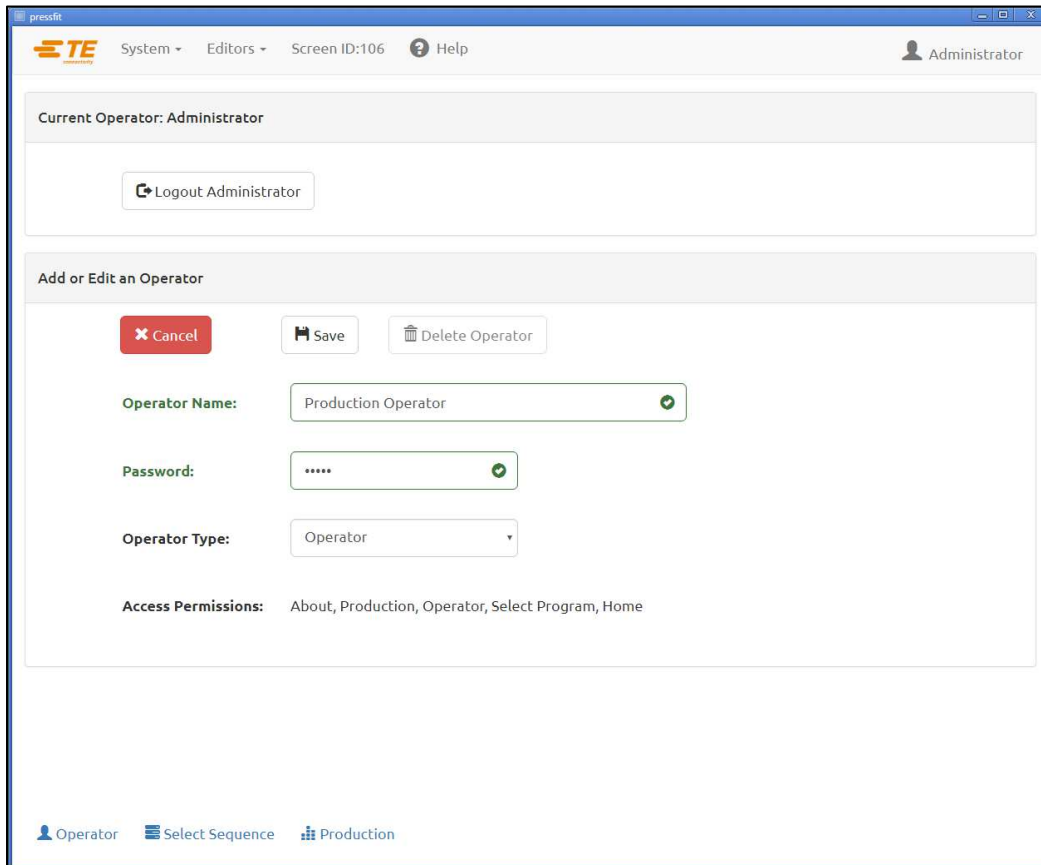 pressfit
TE connectivity System Editors Screen ID:106 Help Administrator
Current Operator: Administrator
Logout Administrator
Add or Edit an Operator
Cancel Save Delete Operator
Operator Name: Production Operator
Password: •••••
Operator Type: Operator
Access Permissions: About, Production, Operator, Select Program, Home
Operator Select Sequence Production